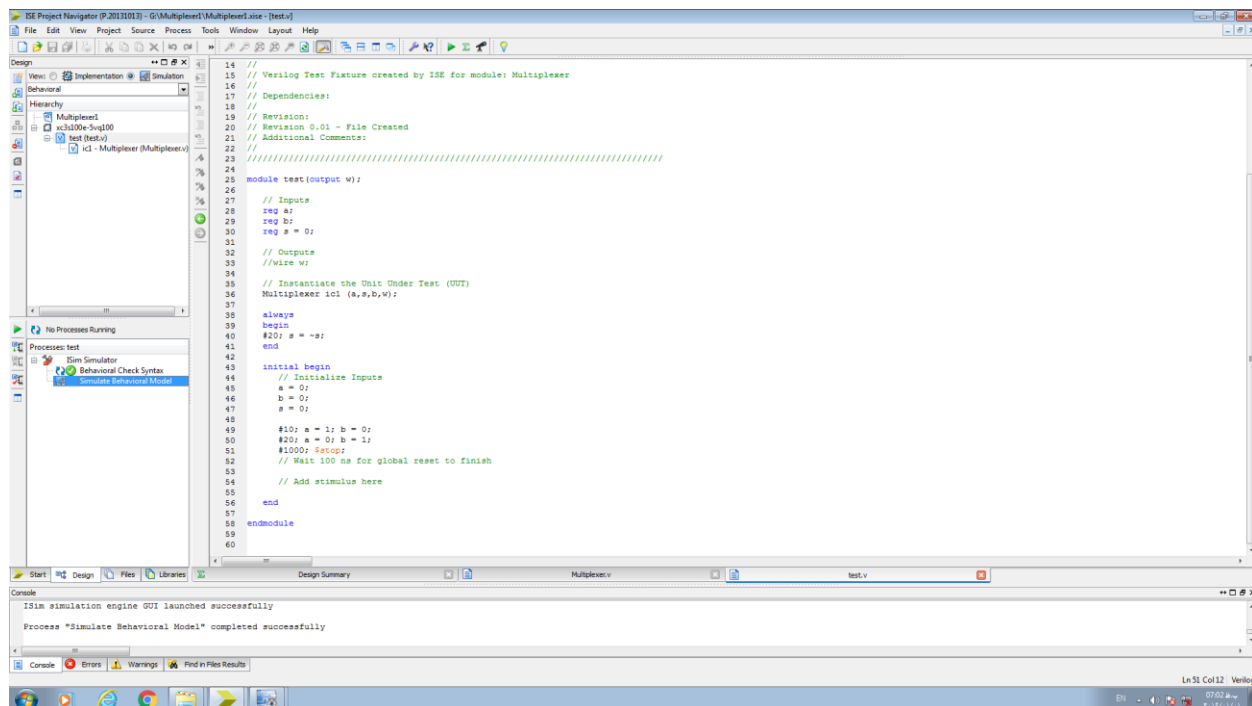 ISE Project Navigator (P.20131013) - G:\Multiplexer1\Multiplexer1.xise - [test.v]
File Edit View Project Source Process Tools Window Layout Help
Design
View: Implementation Simulation
Behavioral
Hierarchy
Multiplexer1
xc3s100e-5vq100
test (test.v)
ic1 - Multiplexer (Multiplexer.v)
No Processes Running
Processes: test
ISim Simulator
Behavioral Check Syntax
Simulate Behavioral Model
Start Design Files Libraries
14 //
15 // Verilog Test Fixture created by ISE for module: Multiplexer
16 //
17 // Dependencies:
18 //
19 // Revision:
20 // Revision 0.01 - File Created
21 // Additional Comments:
22 //
23 ////////////////////////////////////////////////////////////////////////////////
24
25 module test(output w);
26
27 // Inputs
28 reg a;
29 reg b;
30 reg s = 0;
31
32 // Outputs
33 //wire w;
34
35 // Instantiate the Unit Under Test (UUT)
36 Multiplexer ic1 (a,s,b,w);
37
38 always
39 begin
40 #20; s = ~s;
41 end
42
43 initial begin
44 // Initialize Inputs
45 a = 0;
46 b = 0;
47 s = 0;
48
49 #10; a = 1; b = 0;
50 #20; a = 0; b = 1;
51 #1000; $stop;
52 // Wait 100 ns for global reset to finish
53
54 // Add stimulus here
55
56 end
57
58 endmodule
59
60
Design Summary Multiplexer.v test.v
Console
ISim simulation engine GUI launched successfully
Process "Simulate Behavioral Model" completed successfully
Console Errors Warnings Find in Files Results
Ln 51 Col 12 Verilog
EN 07:02